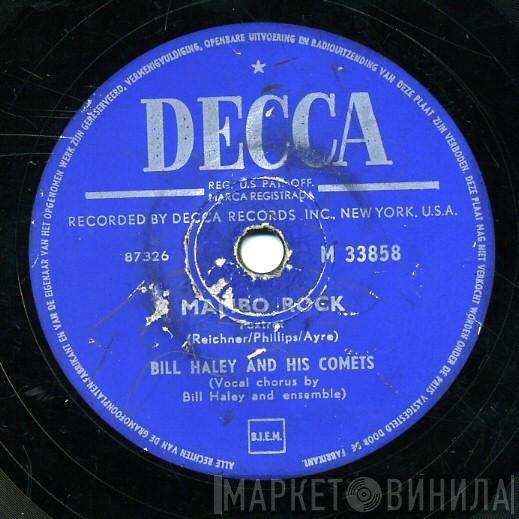 ALLE RECHTEN VAN DE GRAMOFOONPLATEN-FABRIKANT EN VAN DE EIGENAAR VAN HET OPGENOMEN WERK ZIJN GERESERVEERD, VERMENIGVULDIGING, OPENBARE UITVOERING EN RADIOUITZENDING VAN DEZE PLAAT ZIJN VERBODEN. DEZE PLAAT MAG NIET VERKOCHT WORDEN ONDER DE PRIJS VASTGESTELD DOOR DE FABRIKANT.
DECCA
REG. U.S. PAT. OFF.
MARCA REGISTRADA
RECORDED BY DECCA RECORDS INC., NEW YORK, U.S.A.
87326 M 33858
MAMBO ROCK
(Reichner/Phillips/Ayre)
BILL HALEY AND HIS COMETS
(Vocal chorus by
Bill Haley and ensemble)
B.I.E.M.
МАРКЕТ ВИНИЛА